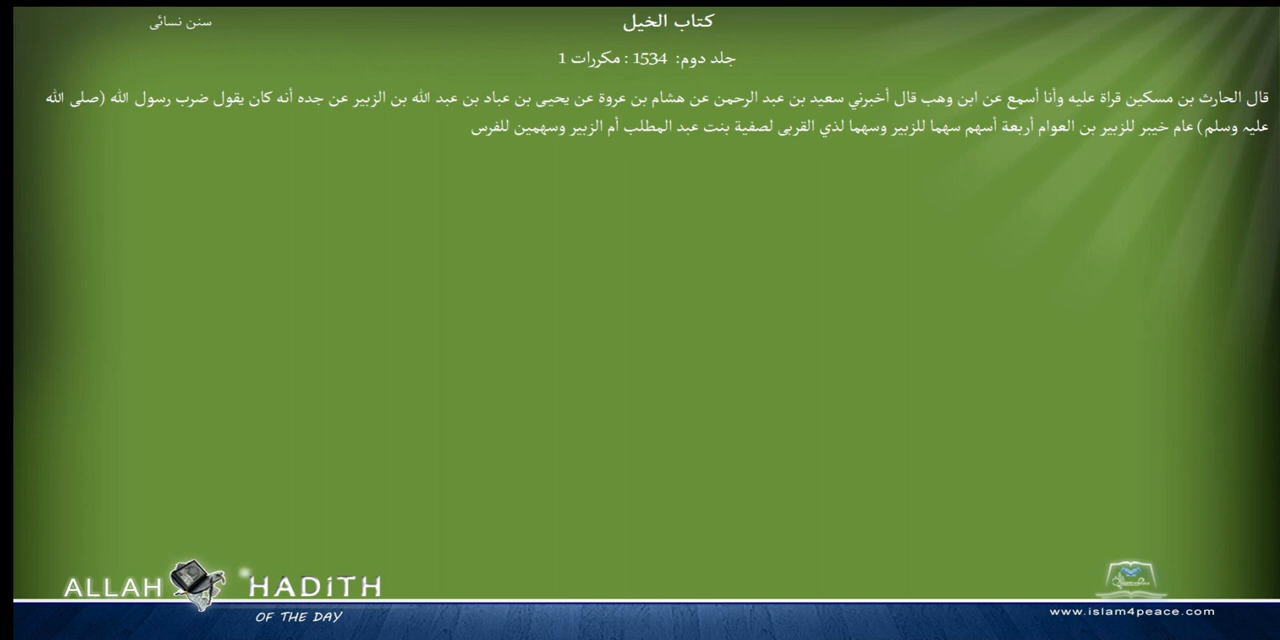 كتاب الخيل
سنن نسائی
جلد دوم: 1534 : مکررات 1
قال الحارث بن مسكين قراة عليه وأنا أسمع عن ابن وهب قال أخبرني سعيد بن عبد الرحمن عن هشام بن عروة عن يحيى بن عباد بن عبد الله بن الزبير عن جده أنه كان يقول ضرب رسول الله (صلی الله
عليہ وسلم) عام خيبر للزبير بن العوام أربعة أسهم سهما للزبير وسهما لذي القربى لصفية بنت عبد المطلب أم الزبير وسهمين للفرس
ALLAH HADITH
OF THE DAY
www.islam4peace.com